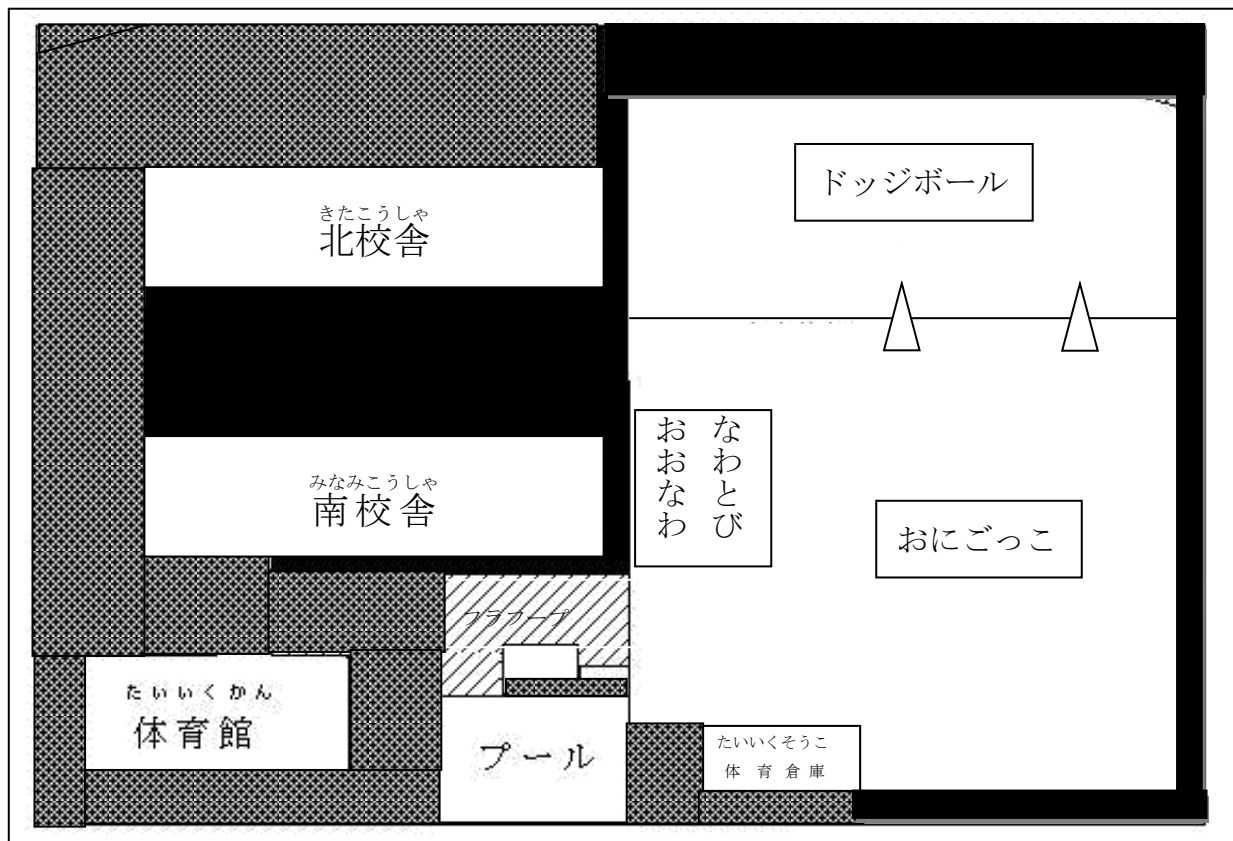 ドッジボール
きたこうしゃ
北校舎
なわとび
おおなわ
みなみこうしゃ
南校舎
おにごっこ
フラフープ
たいいくかん
体育館
プール
たいいくそうこ
体育倉庫